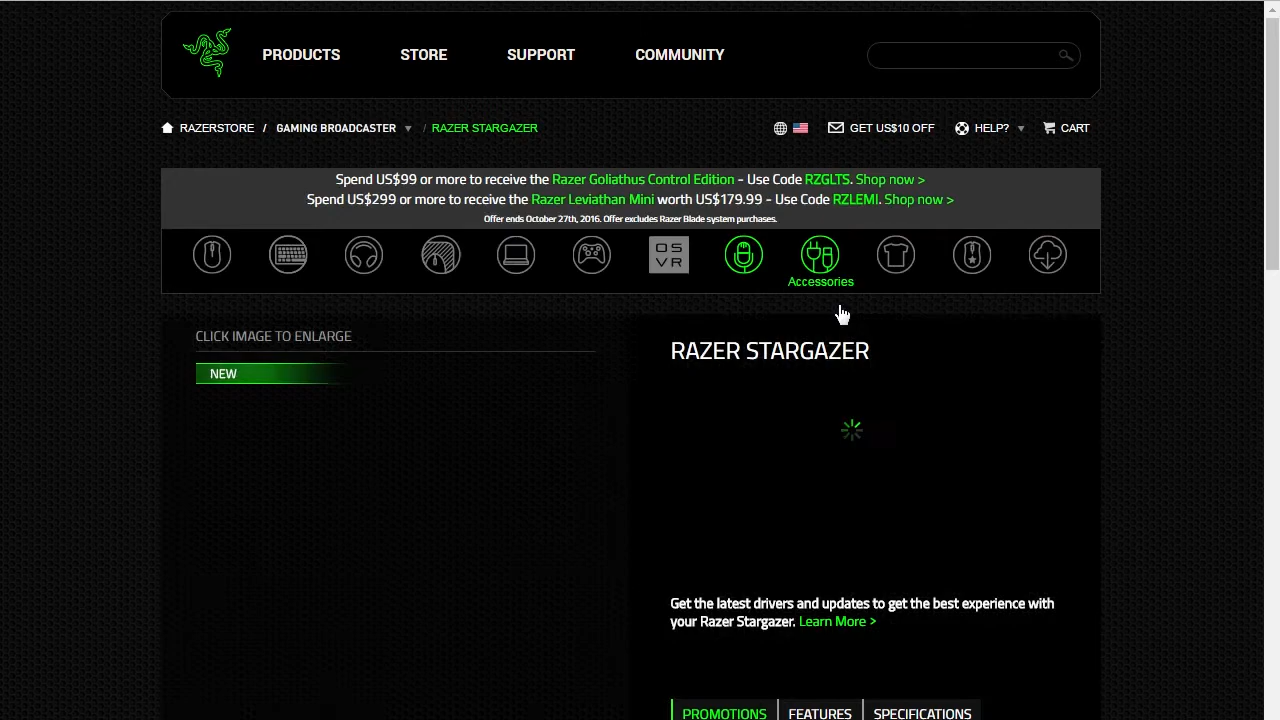 PRODUCTS STORE SUPPORT COMMUNITY
RAZERSTORE / GAMING BROADCASTER / RAZER STARGAZER GET US$10 OFF HELP? CART
Spend US$99 or more to receive the Razer Goliathus Control Edition - Use Code RZGLTS. Shop now >
Spend US$299 or more to receive the Razer Leviathan Mini worth US$179.99 - Use Code RZLEMI. Shop now >
Offer ends October 27th, 2016. Offer excludes Razer Blade system purchases.
OS
VR
Accessories
CLICK IMAGE TO ENLARGE
NEW
RAZER STARGAZER
Get the latest drivers and updates to get the best experience with
your Razer Stargazer. Learn More >
PROMOTIONS FEATURES SPECIFICATIONS